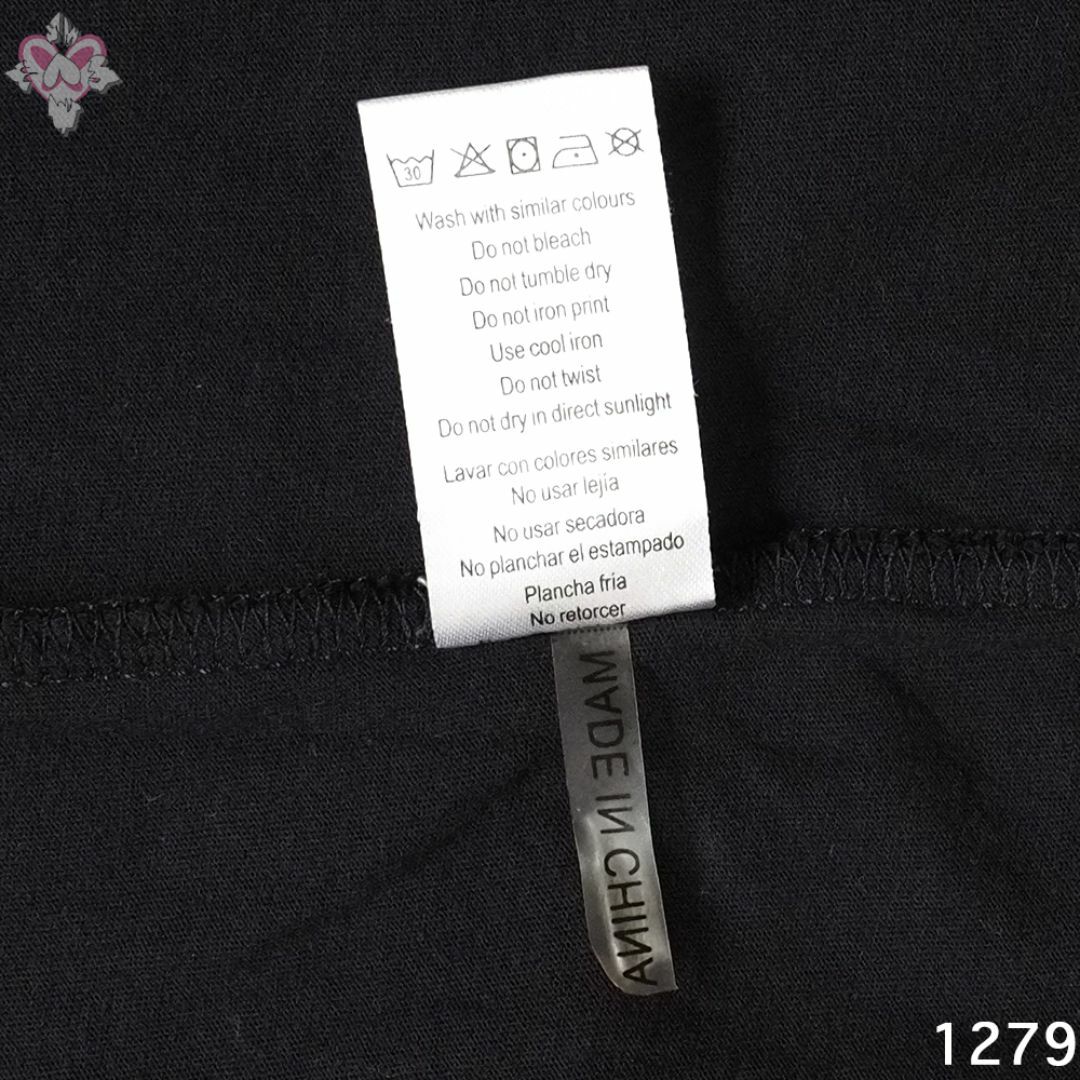 30
Wash with similar colours
Do not bleach
Do not tumble dry
Do not iron print
Use cool iron
Do not twist
Do not dry in direct sunlight
Lavar con colores similares
No usar lejía
No usar secadora
No planchar el estampado
Plancha fria
No retorcer
MADE IN CHINA
1279